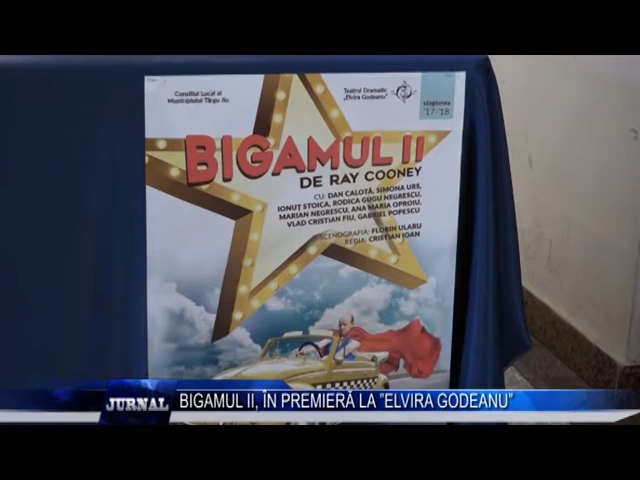 Consiliul Local al
Municipiului Târgu Jiu
Teatrul Dramatic
„Elvira Godeanu"
stagiunea
'17-'18
BIGAMUL II
DE RAY COONEY
CU: DAN CALOTĂ, SIMONA URS,
IONUȚ STOICA, RODICA GUGU NEGRESCU,
MARIAN NEGRESCU, ANA MARIA OPROIU,
VLAD CRISTIAN FIU, GABRIEL POPESCU
SCENOGRAFIA: FLORIN ULARU
REGIA: CRISTIAN IOAN
JURNAL
BIGAMUL II, ÎN PREMIERĂ LA "ELVIRA GODEANU"